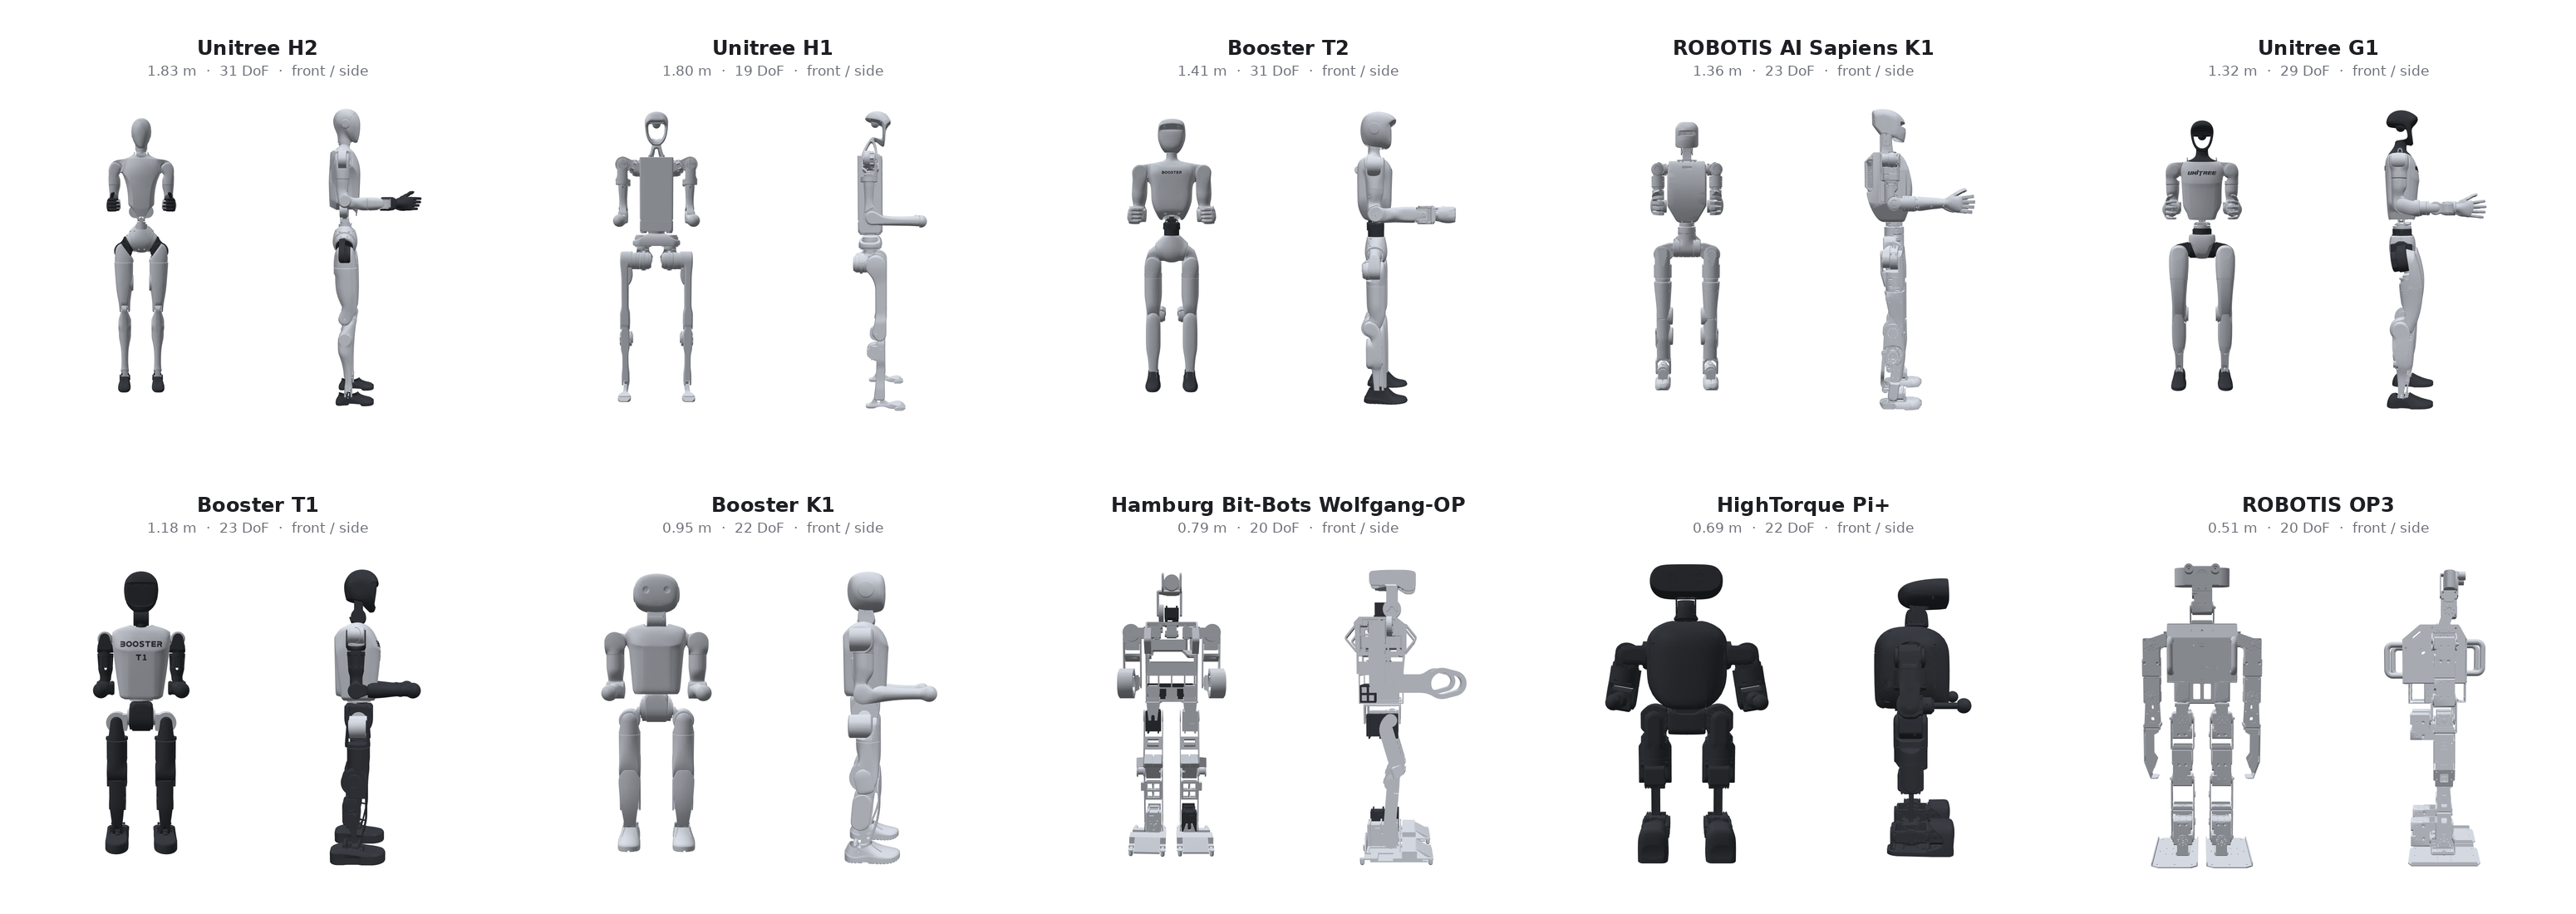 Unitree H2
1.83 m · 31 DoF · front / side
Unitree H1
1.80 m · 19 DoF · front / side
Booster T2
1.41 m · 31 DoF · front / side
ROBOTIS AI Sapiens K1
1.36 m · 23 DoF · front / side
Unitree G1
1.32 m · 29 DoF · front / side
BOOSTER
UNITREE
Booster T1
1.18 m · 23 DoF · front / side
Booster K1
0.95 m · 22 DoF · front / side
Hamburg Bit-Bots Wolfgang-OP
0.79 m · 20 DoF · front / side
HighTorque Pi+
0.69 m · 22 DoF · front / side
ROBOTIS OP3
0.51 m · 20 DoF · front / side
BOOSTER
T1